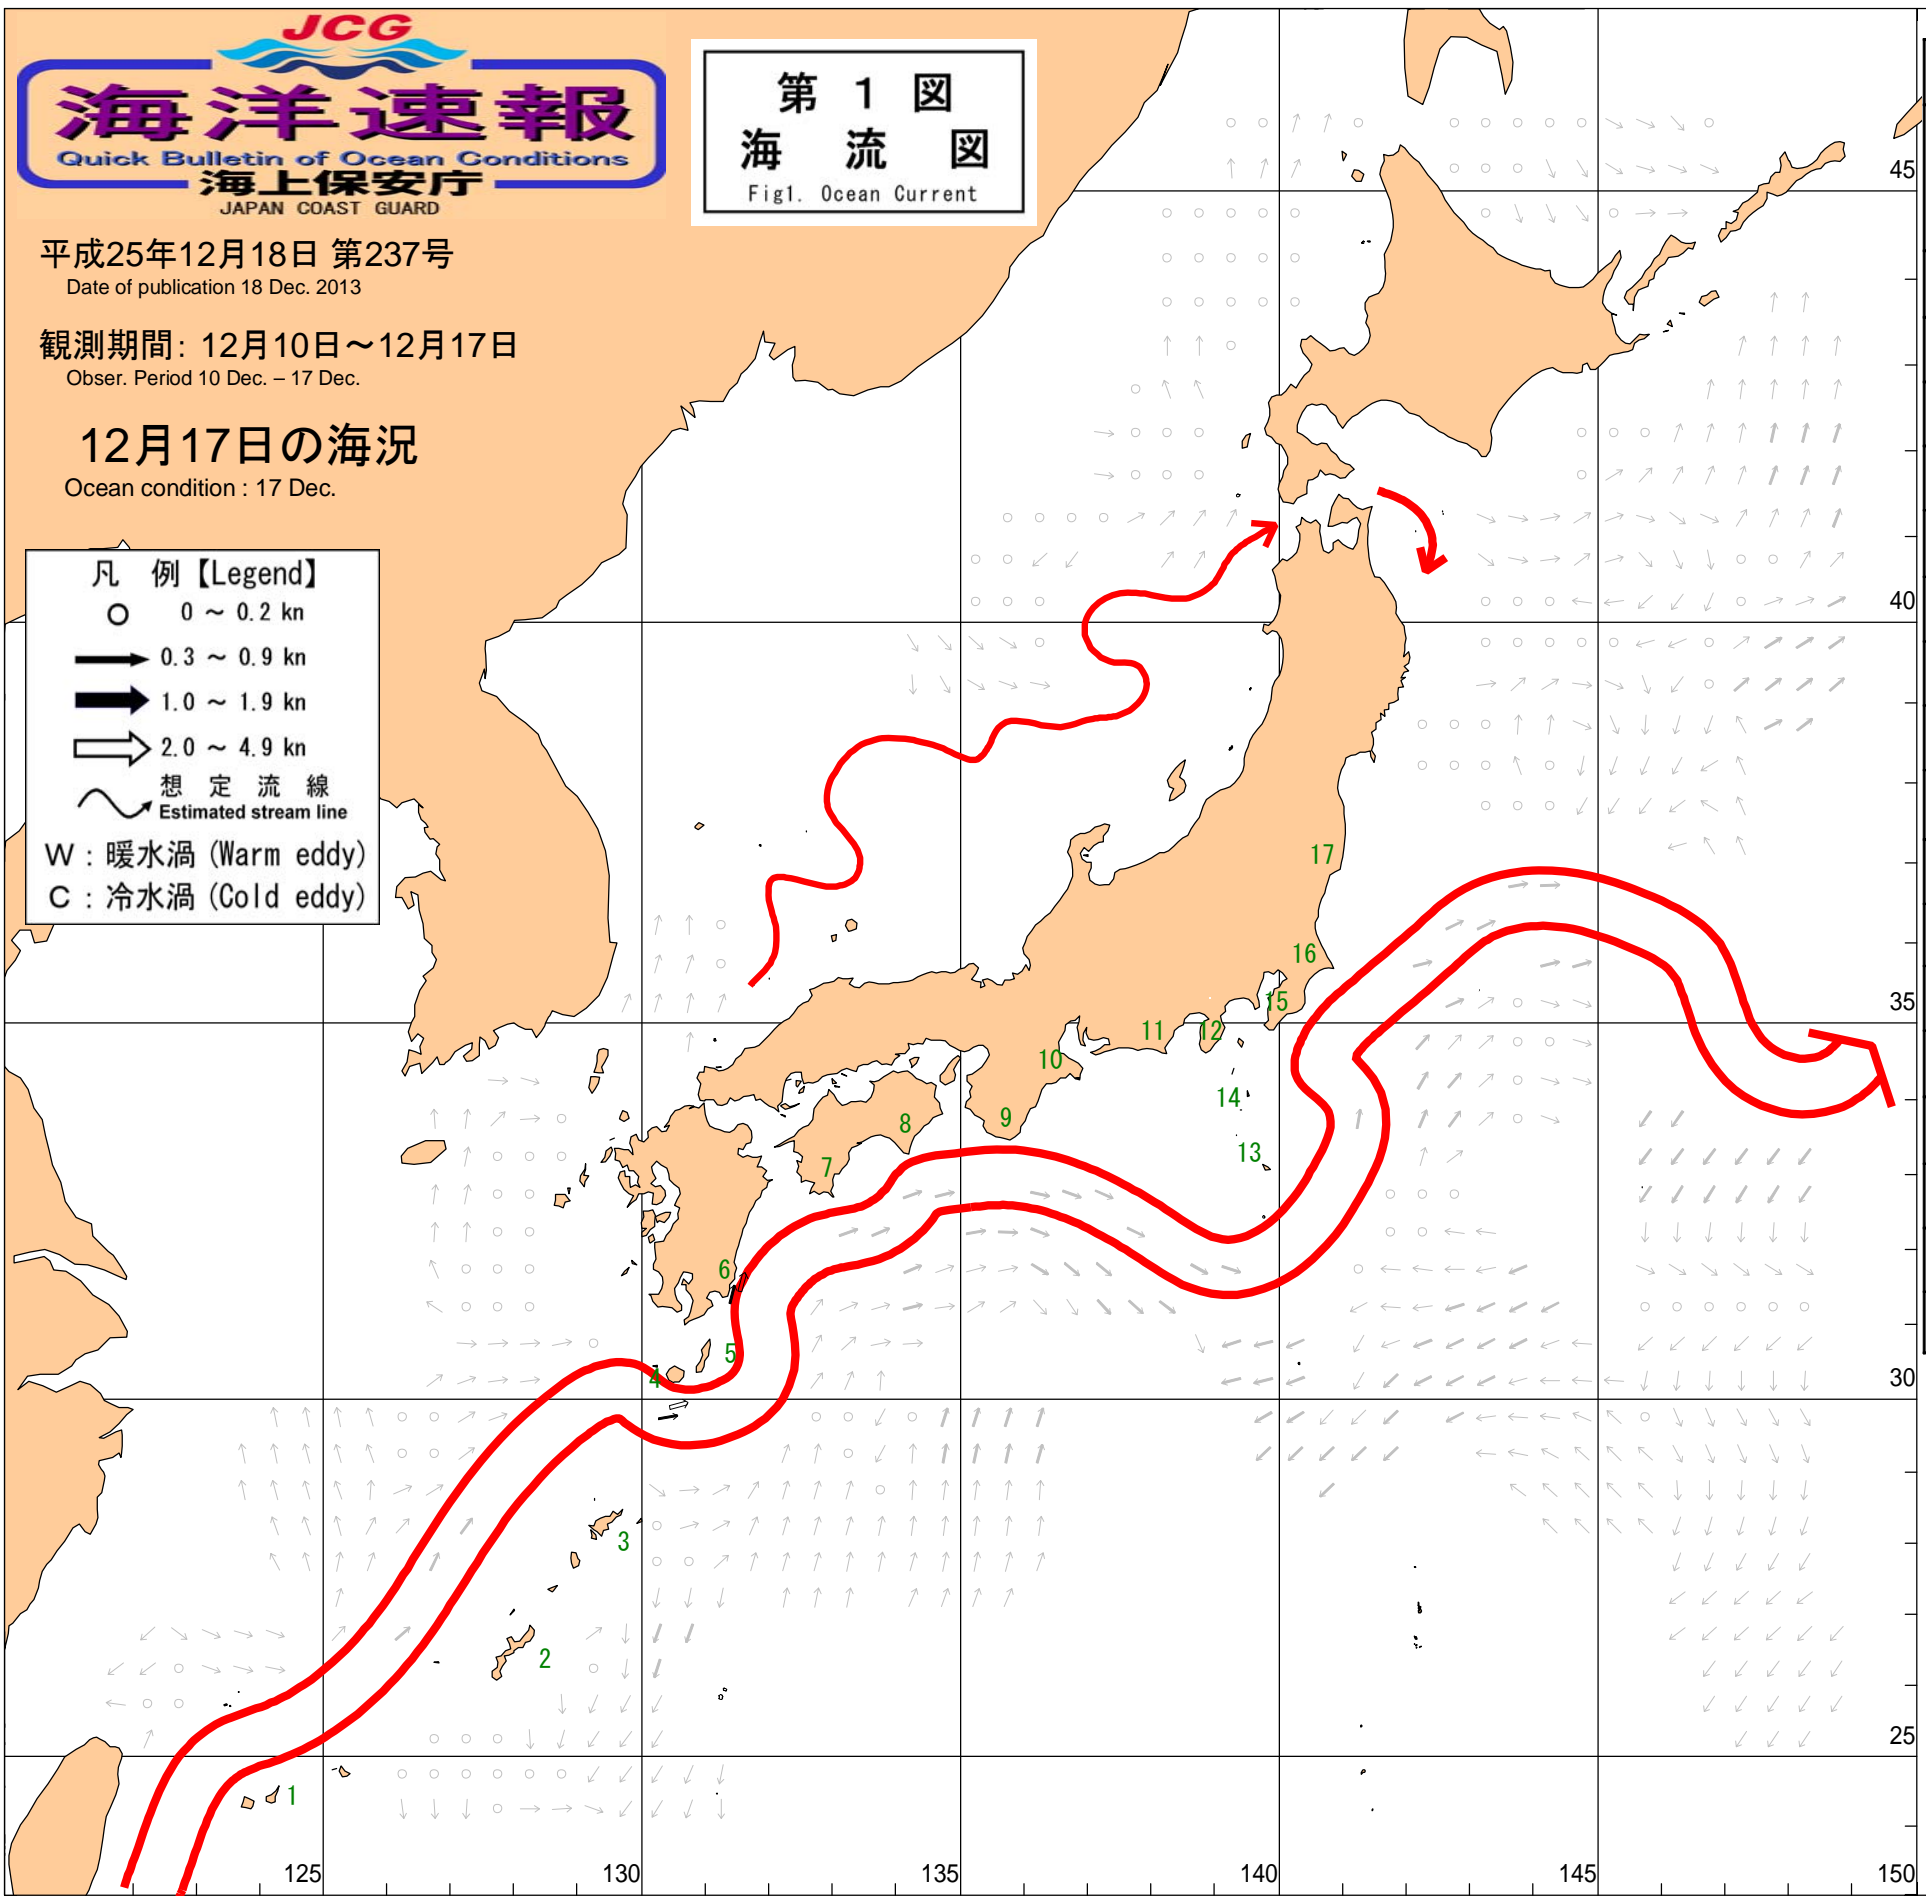 JCG
海洋速報
Quick Bulletin of Ocean Conditions
海上保安庁
JAPAN COAST GUARD
第 1 図
海 流 図
Fig1. Ocean Current
平成25年12月18日 第237号
Date of publication 18 Dec. 2013
観測期間: 12月10日～12月17日
Obser. Period 10 Dec. – 17 Dec.
12月17日の海況
Ocean condition : 17 Dec.
凡 例【Legend】
0 ～ 0.2 kn
0.3 ～ 0.9 kn
1.0 ～ 1.9 kn
2.0 ～ 4.9 kn
想 定 流 線
Estimated stream line
W : 暖水渦 (Warm eddy)
C : 冷水渦 (Cold eddy)
45
40
17
16
35
15
12
11
10
14
9
8
13
7
6
5
4
30
3
2
25
1
125
130
135
140
145
150